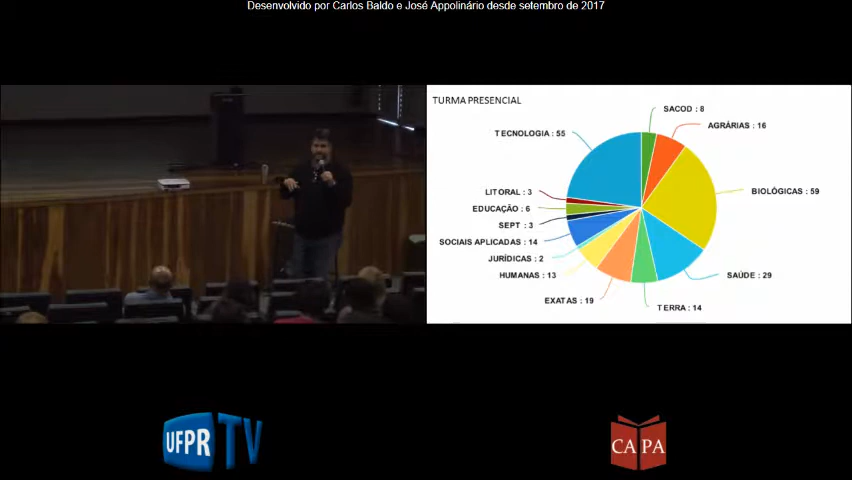 Desenvolvido por Carlos Baldo e José Appolinário desde setembro de 2017
TURMA PRESENCIAL
SACOD : 8
AGRÁRIAS : 16
BIOLÓGICAS : 59
SAÚDE : 29
TERRA : 14
EXATAS : 19
HUMANAS : 13
JURÍDICAS : 2
SOCIAIS APLICADAS : 14
SEPT : 3
EDUCAÇÃO : 6
LITORAL : 3
TECNOLOGIA : 55
UFPR TV
CAPA